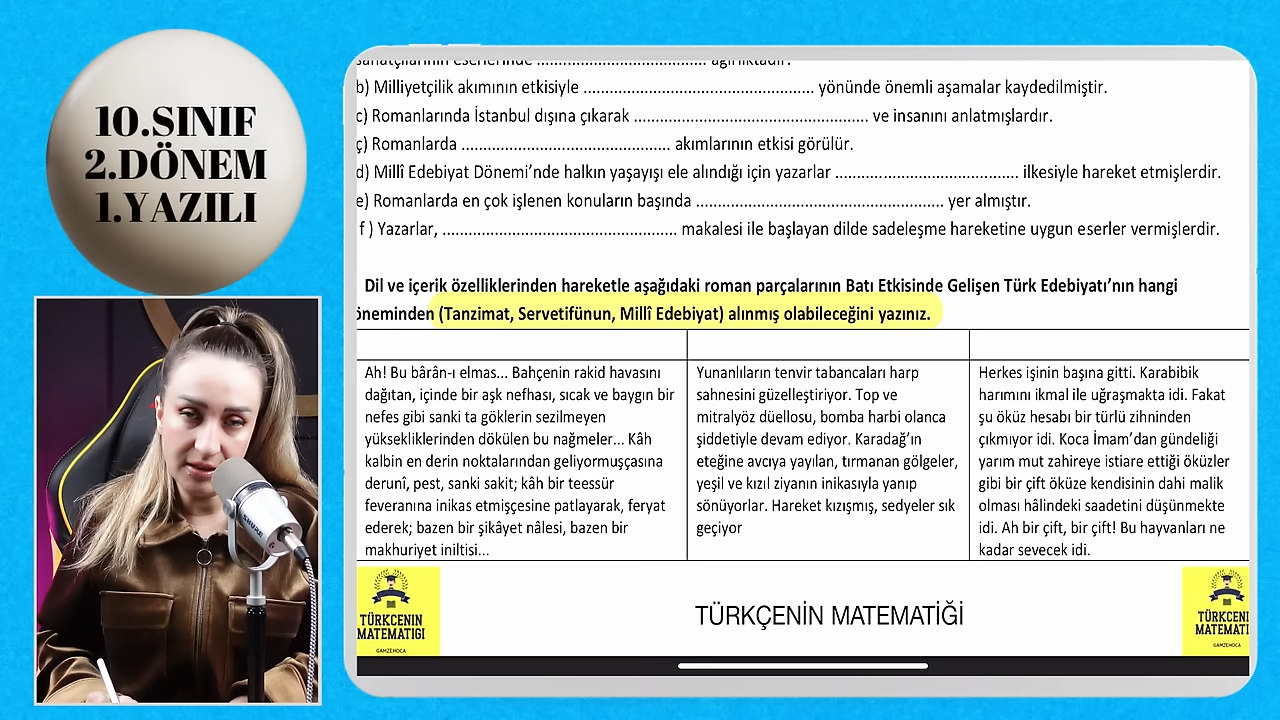 10.SINIF
2.DÖNEM
1.YAZILI
b) Milliyetçilik akımının etkisiyle .................................................... yönünde önemli aşamalar kaydedilmiştir.
c) Romanlarında İstanbul dışına çıkarak .................................................... ve insanını anlatmışlardır.
ç) Romanlarda .............................................. akımlarının etkisi görülür.
d) Millî Edebiyat Dönemi'nde halkın yaşayışı ele alındığı için yazarlar ........................................ ilkesiyle hareket etmişlerdir.
e) Romanlarda en çok işlenen konuların başında ...................................................... yer almıştır.
f ) Yazarlar, .................................................... makalesi ile başlayan dilde sadeleşme hareketine uygun eserler vermişlerdir.
Dil ve içerik özelliklerinden hareketle aşağıdaki roman parçalarının Batı Etkisinde Gelişen Türk Edebiyatı'nın hangi
öneminden (Tanzimat, Servetifünun, Millî Edebiyat) alınmış olabileceğini yazınız.
Ah! Bu bârân-ı elmas... Bahçenin rakid havasını
dağıtan, içinde bir aşk nefhası, sıcak ve baygın bir
nefes gibi sanki ta göklerin sezilmeyen
yüksekliklerinden dökülen bu nağmeler... Kâh
kalbin en derin noktalarından geliyormuşçasına
derunî, pest, sanki sakit; kâh bir teessür
feveranına inikas etmişçesine patlayarak, feryat
ederek; bazen bir şikâyet nâlesi, bazen bir
makhuriyet iniltisi...
Yunanlıların tenvir tabancaları harp
sahnesini güzelleştiriyor. Top ve
mitralyöz düellosu, bomba harbi olanca
şiddetiyle devam ediyor. Karadağ'ın
eteğine avcıya yayılan, tırmanan gölgeler,
yeşil ve kızıl ziyanın inikasıyla yanıp
sönüyorlar. Hareket kızışmış, sedyeler sık
geçiyor
Herkes işinin başına gitti. Karabibik
harımını ikmal ile uğraşmakta idi. Fakat
şu öküz hesabı bir türlü zihninden
çıkmıyor idi. Koca İmam'dan gündeliği
yarım mut zahireye istiare ettiği öküzler
gibi bir çift öküze kendisinin dahi malik
olması hâlindeki saadetini düşünmekte
idi. Ah bir çift, bir çift! Bu hayvanları ne
kadar sevecek idi.
TÜRKCENIN
MATEMATIGI
GAMZEHOCA
TÜRKÇENİN MATEMATİĞİ
TÜRKCENI
MATEMATI
GAMZEHOCA
SHURE